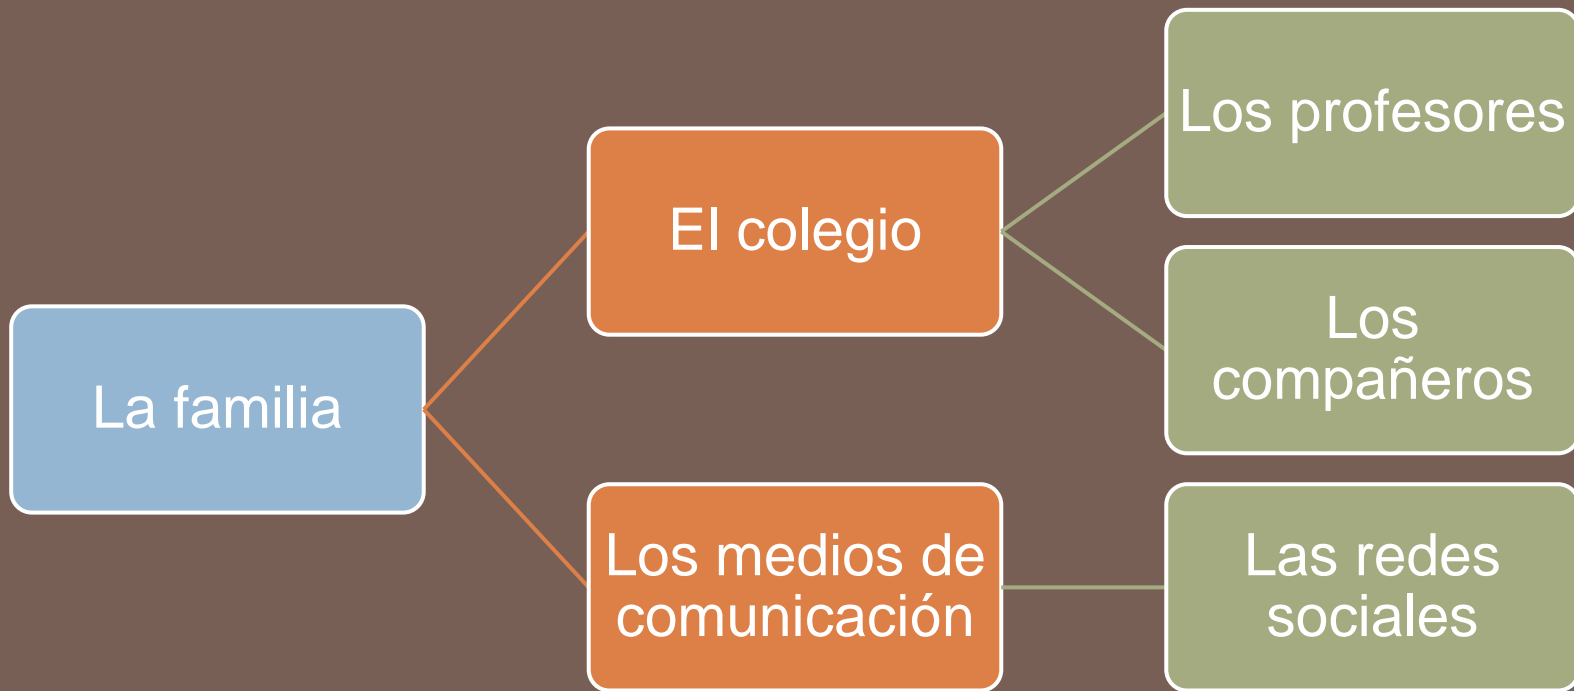 La familia
El colegio
Los medios de
comunicación
Los profesores
Los
compañeros
Las redes
sociales